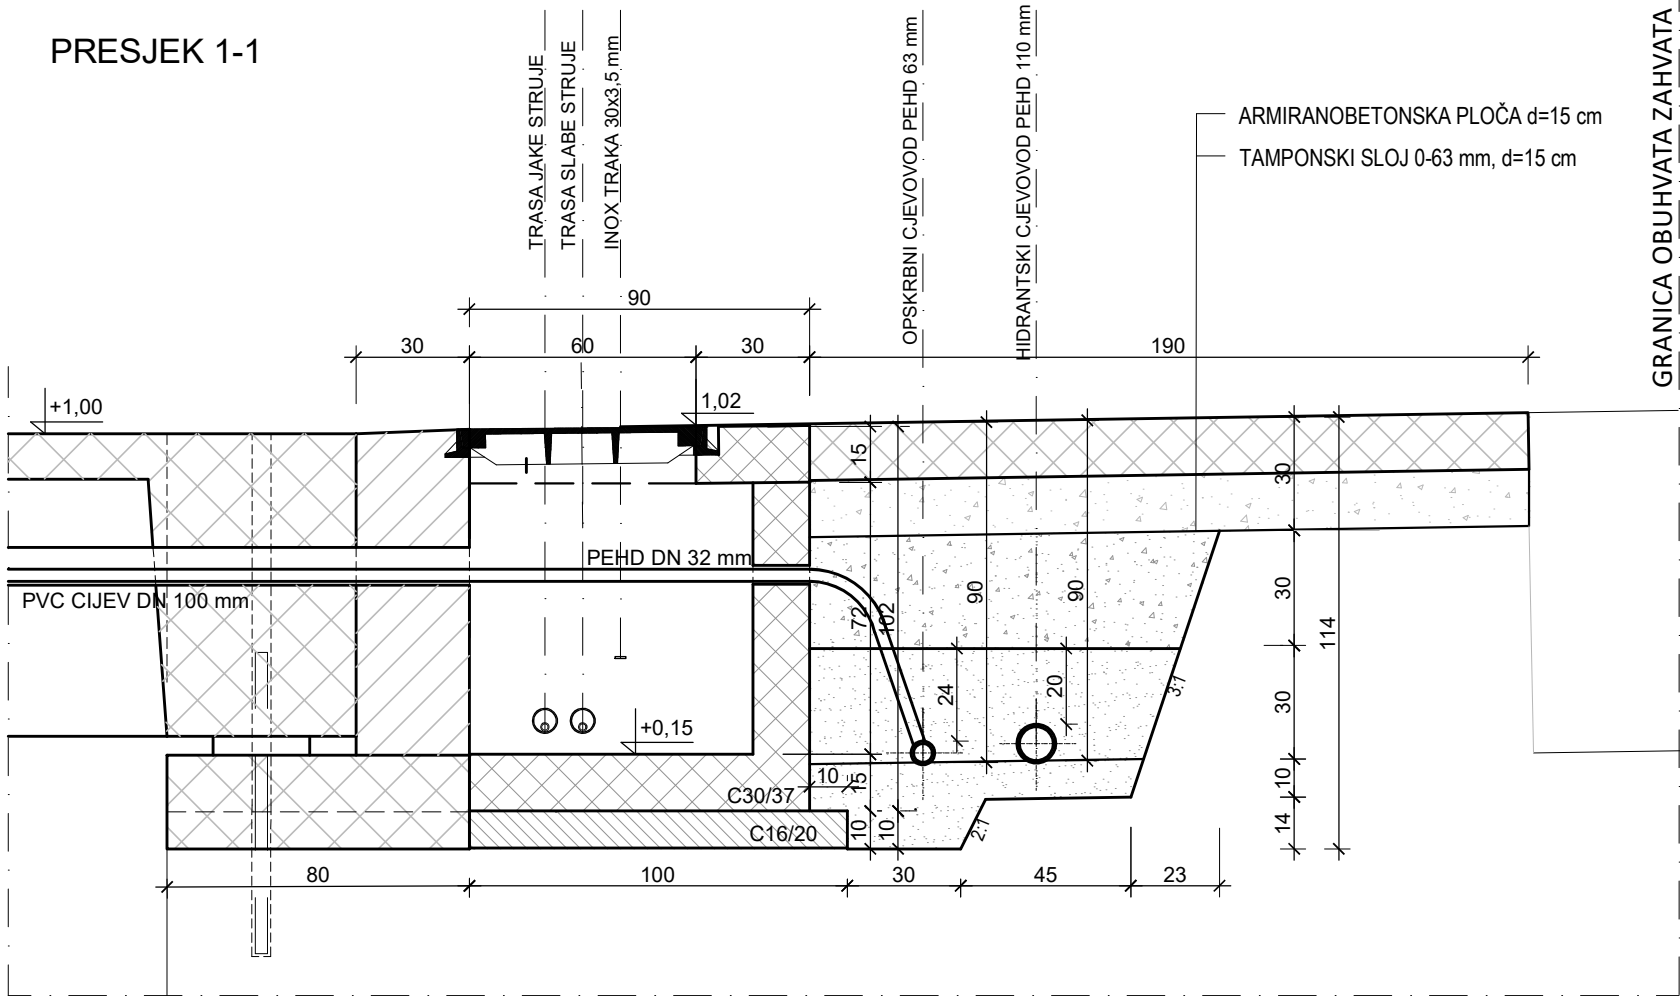 PRESJEK 1-1
TRASA JAKE STRUJE
TRASA SLABE STRUJE
INOX TRAKA 30x3,5 mm
OPSKRBNI CJEVOVOD PEHD 63 mm
HIDRANTSKI CJEVOVOD PEHD 110 mm
GRANICA OBUHVATA ZAHVATA
ARMIRANOBETONSKA PLOČA d=15 cm
TAMPONSKI SLOJ 0-63 mm, d=15 cm
90
30
60
30
190
+1,00
1,02
15
30
PEHD DN 32 mm
PVC CIJEV DN 100 mm
72
102
90
90
30
114
24
20
30
3:1
+0,15
10
15
10
C30/37
C16/20
10
10
2:1
14
80
100
30
45
23